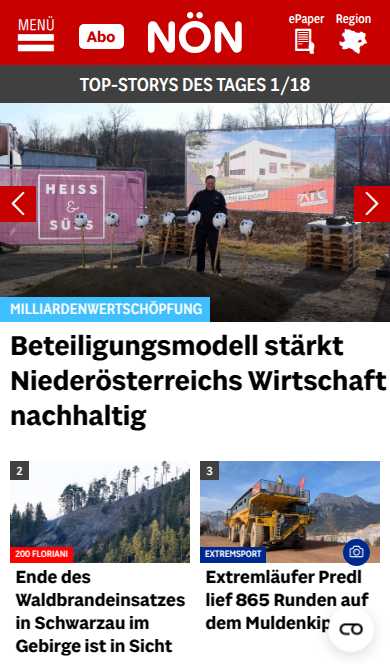 MENÜ
Abo
NÖN
ePaper
Region
TOP-STORYS DES TAGES 1/18
HEISS
&
SÜSS
MILLIARDENWERTSCHÖPFUNG
Beteiligungsmodell stärkt
Niederösterreichs Wirtschaft
nachhaltig
2
200 FLORIANI
Ende des
Waldbrandeinsatzes
in Schwarzau im
Gebirge ist in Sicht
3
EXTREMSPORT
Extremläufer Predl
lief 865 Runden auf
dem Muldenkip